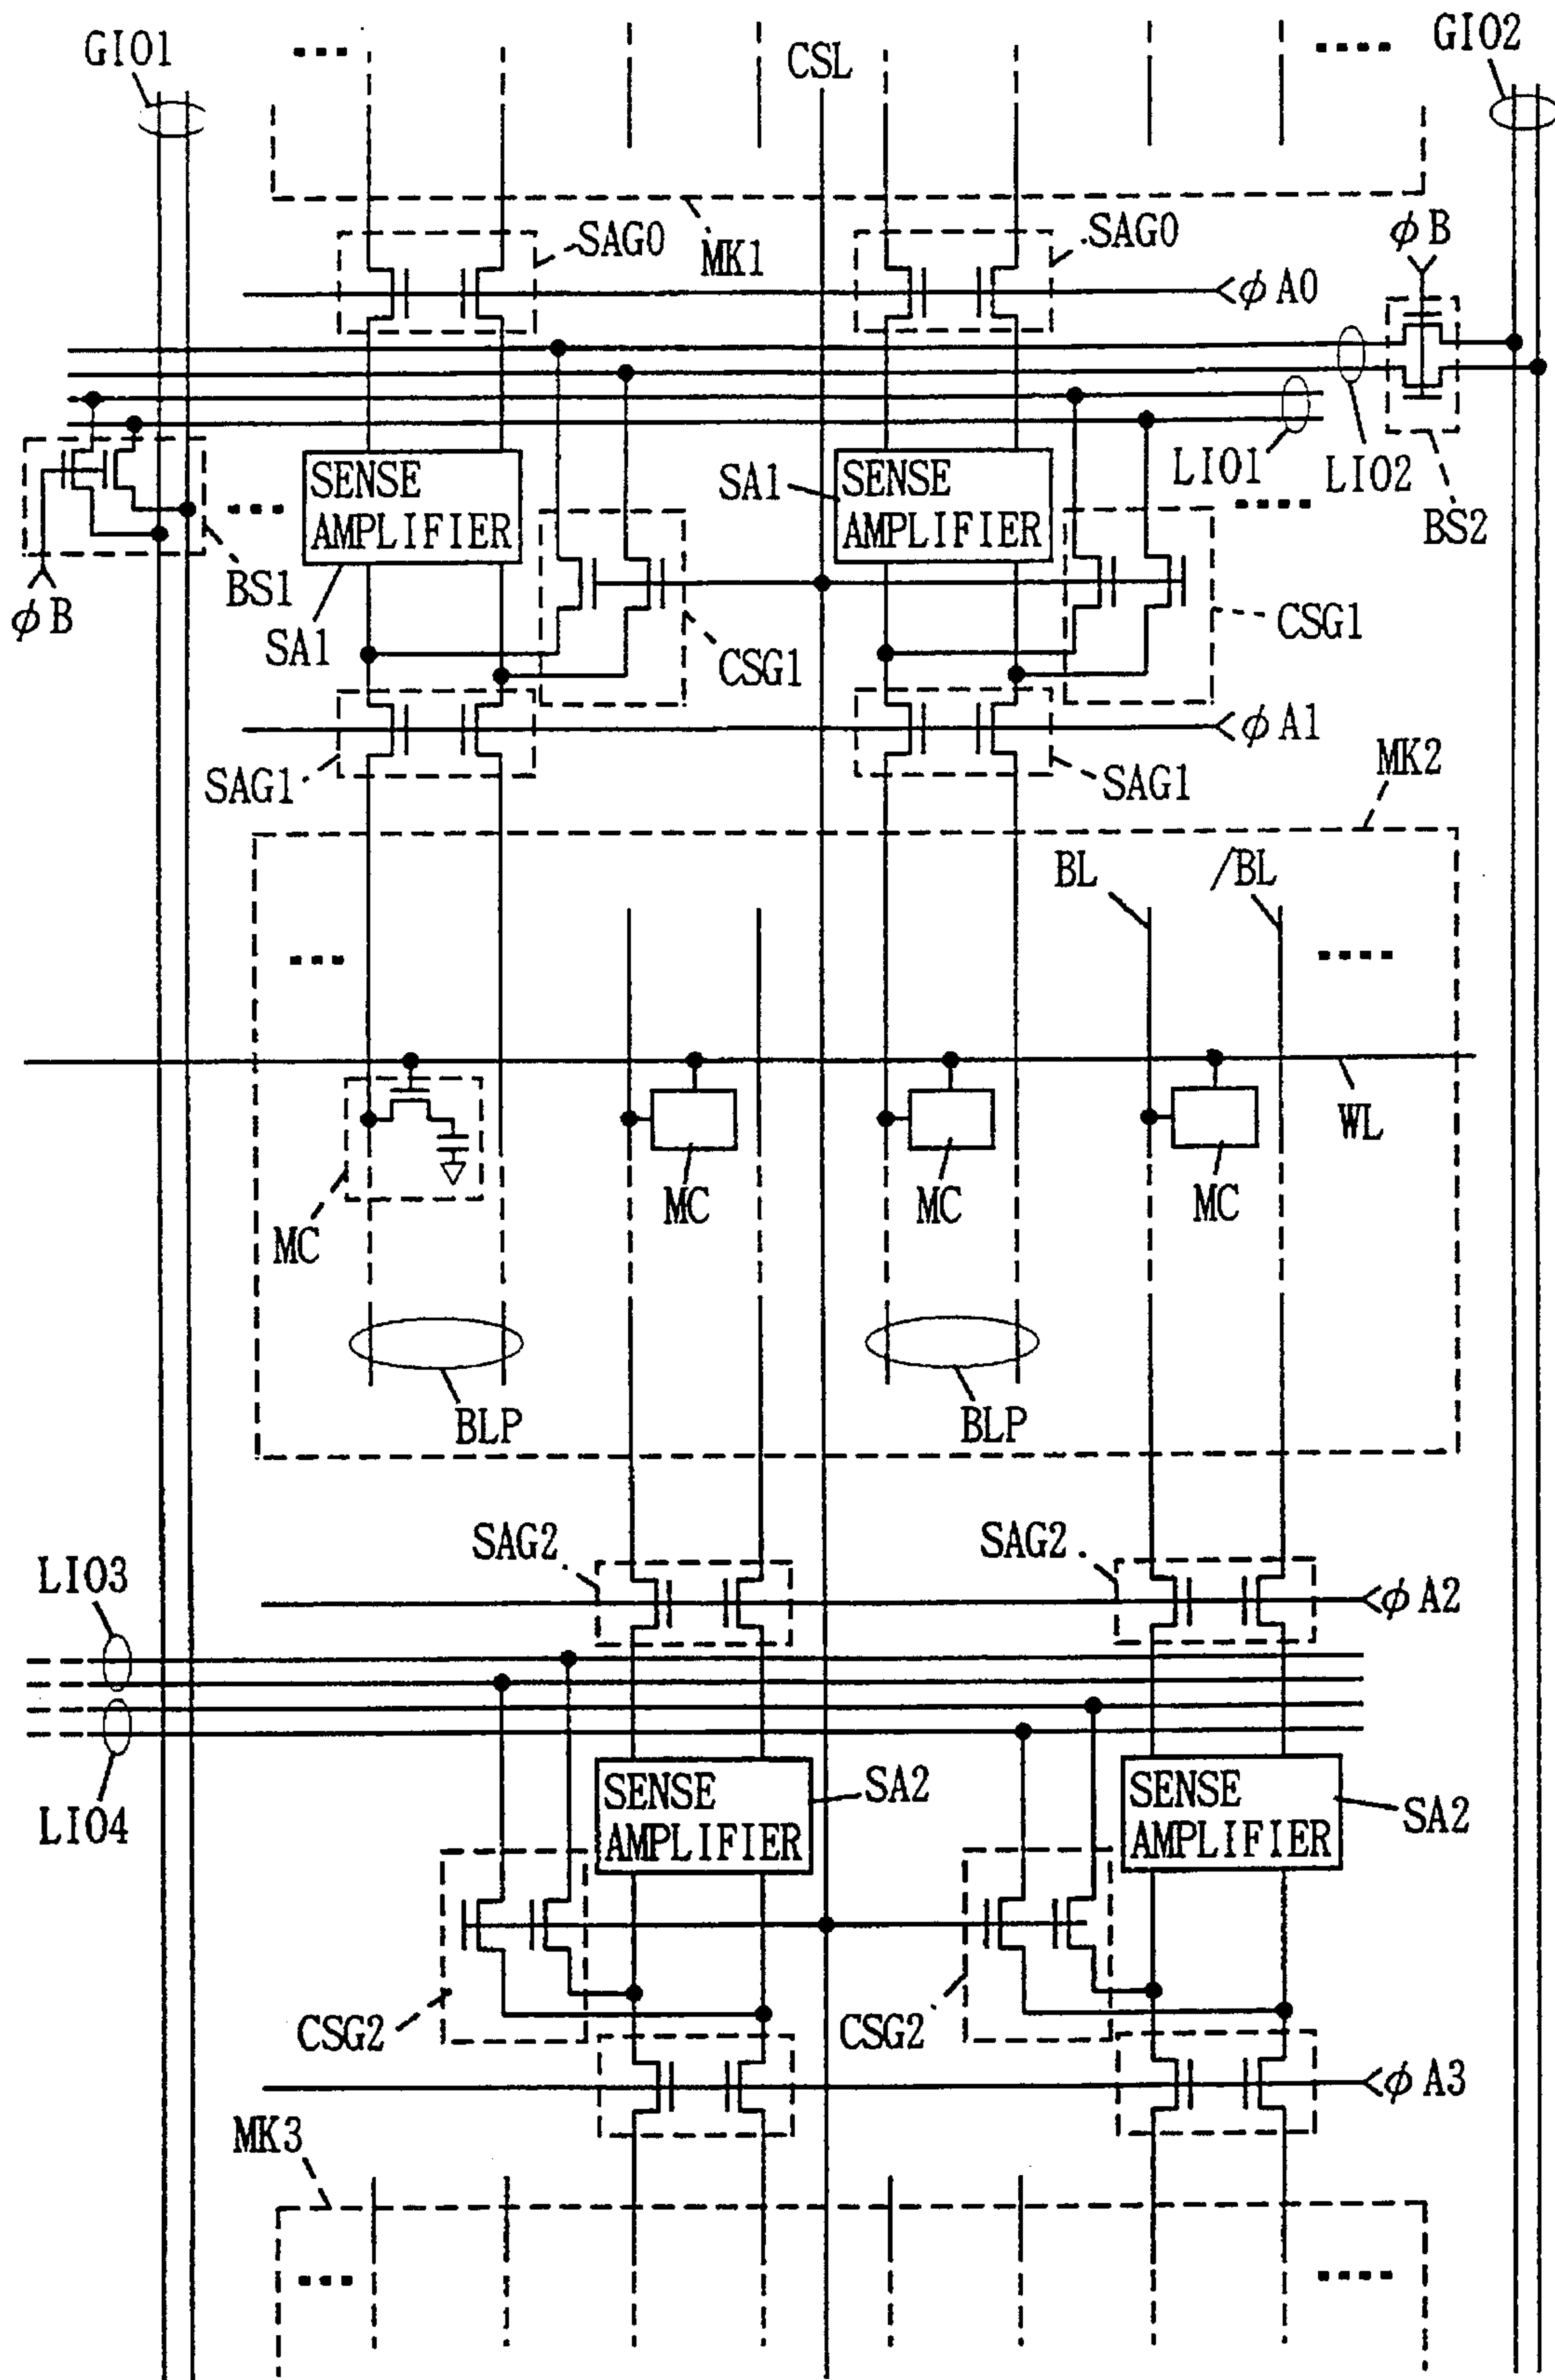 GIO1
CSL
GIO2
SAG0
MK1
SAG0
φB
φA0
LIO1
LIO2
BS2
SENSE
AMPLIFIER
SA1
SENSE
AMPLIFIER
φB
BS1
SA1
CSG1
CSG1
SAG1
φA1
SAG1
MK2
BL
/BL
WL
MC
MC
MC
MC
BLP
BLP
SAG2
SAG2
φA2
LIO3
LIO4
SENSE
AMPLIFIER
SA2
SENSE
AMPLIFIER
SA2
CSG2
CSG2
φA3
MK3